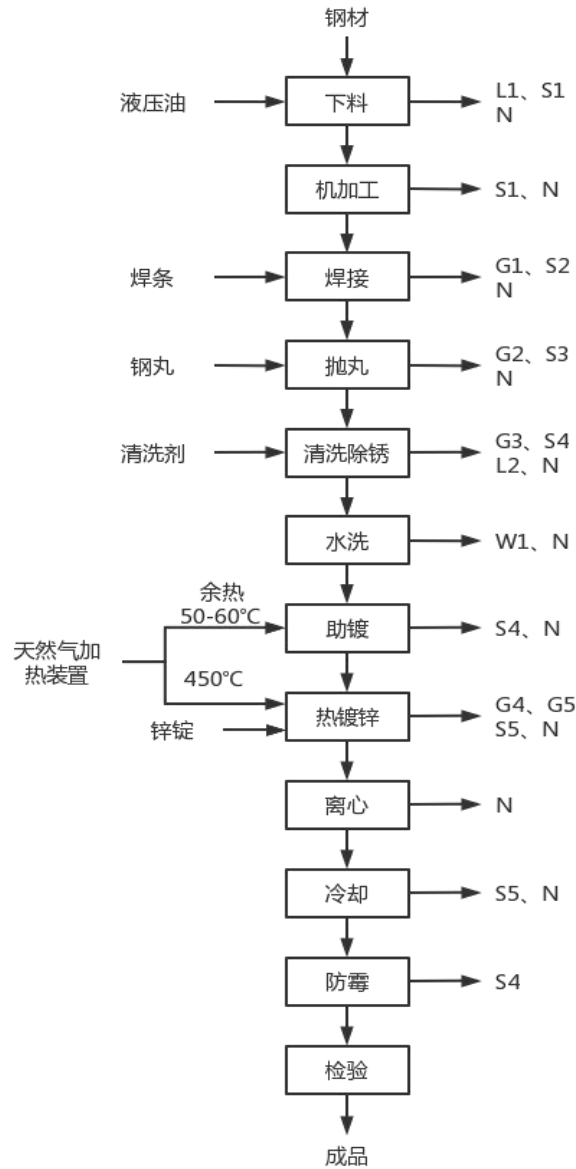 钢材
液压油
下料
L1、S1
N
机加工
S1、N
焊条
焊接
G1、S2
N
钢丸
抛丸
G2、S3
N
清洗剂
清洗除锈
G3、S4
L2、N
水洗
W1、N
余热
50-60℃
助镀
S4、N
天然气加
热装置
450℃
热镀锌
G4、G5
S5、N
锌锭
离心
N
冷却
S5、N
防霉
S4
检验
成品